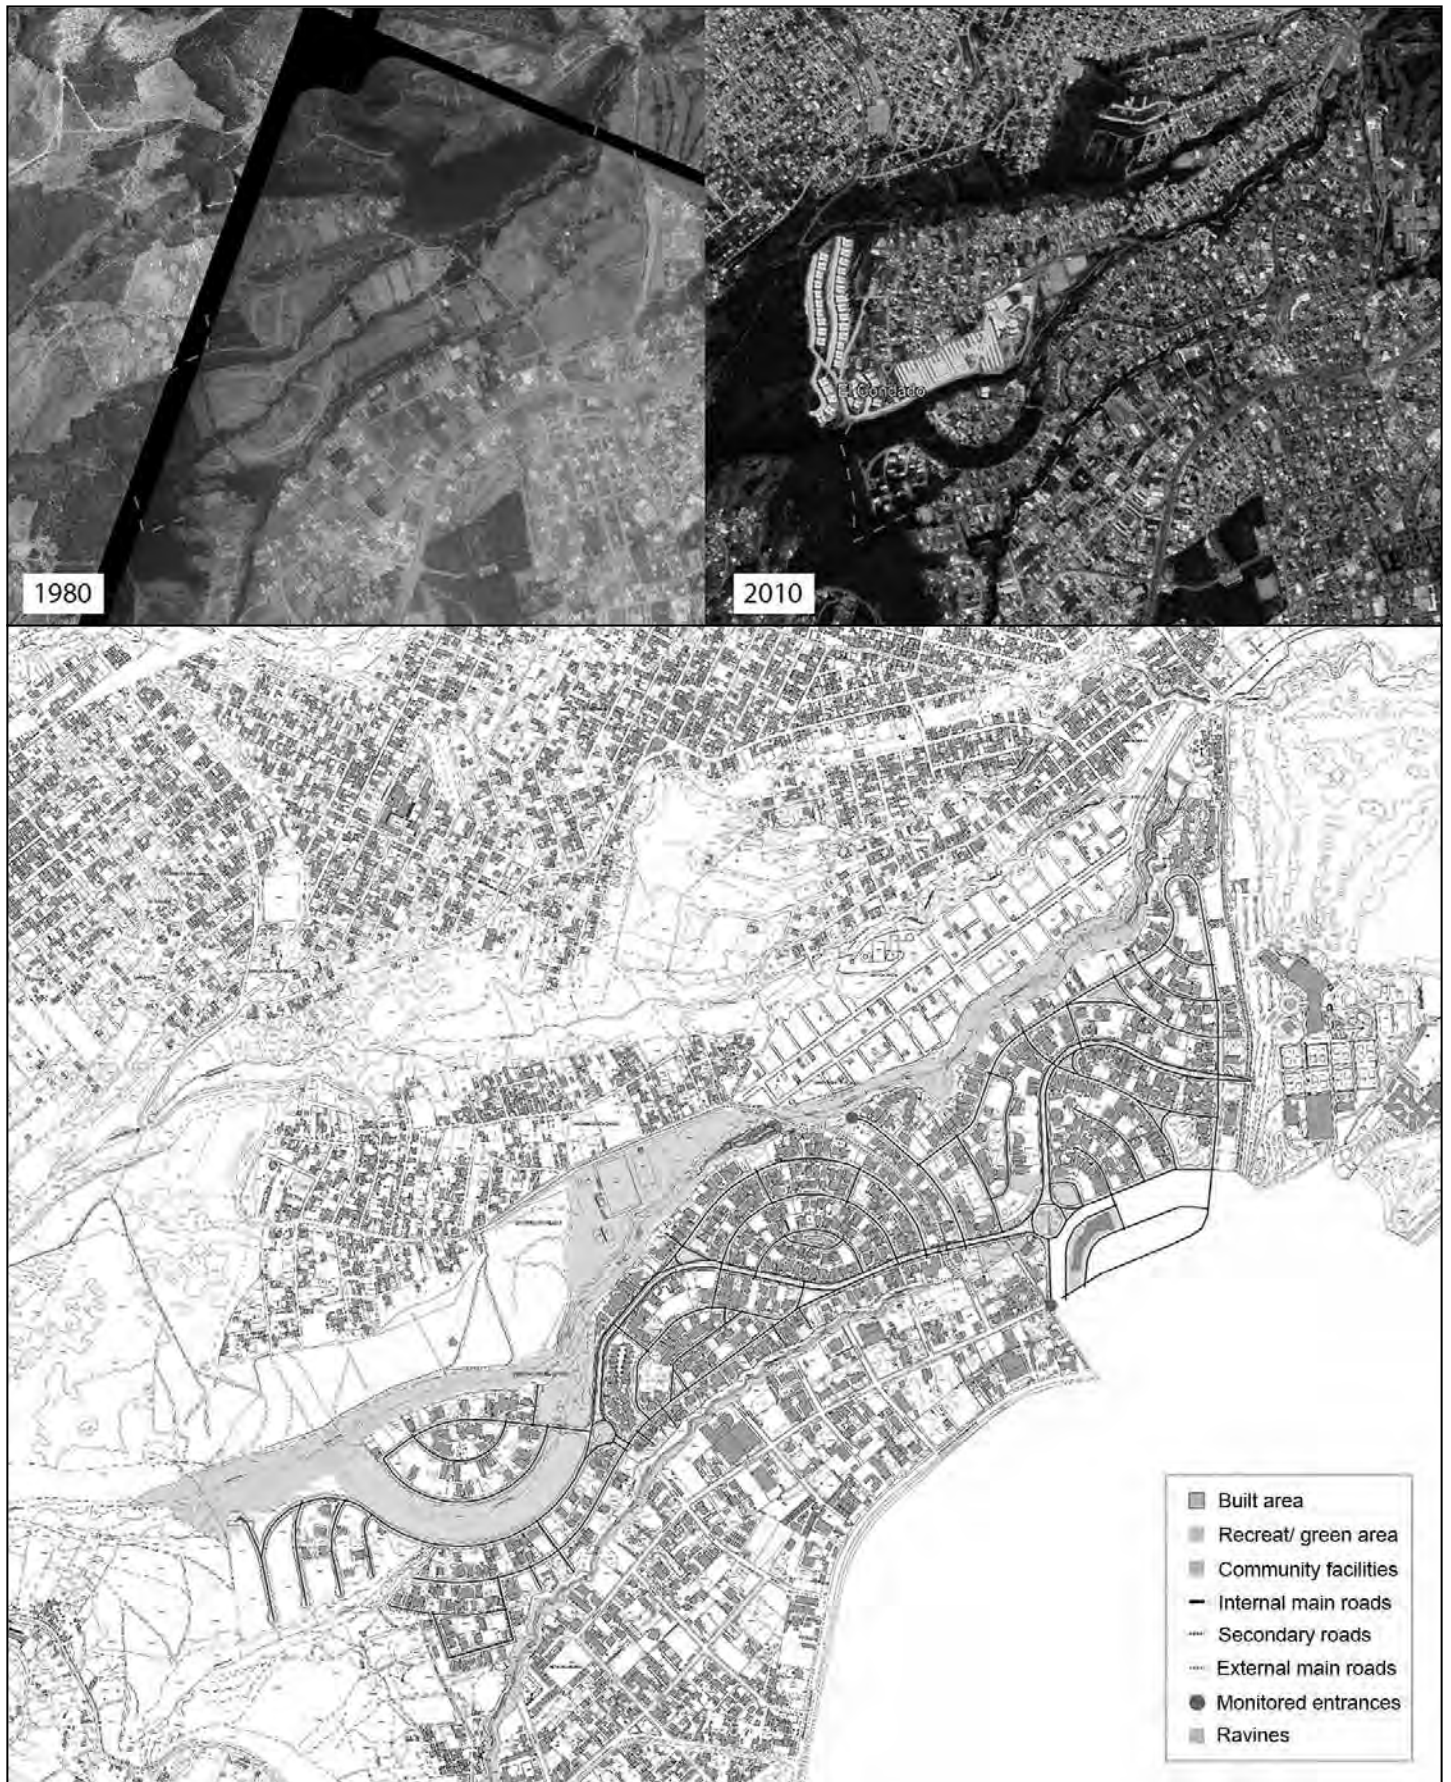 1980
2010
El Condado
Built area
Recreat/ green area
Community facilities
Internal main roads
Secondary roads
External main roads
Monitored entrances
Ravines